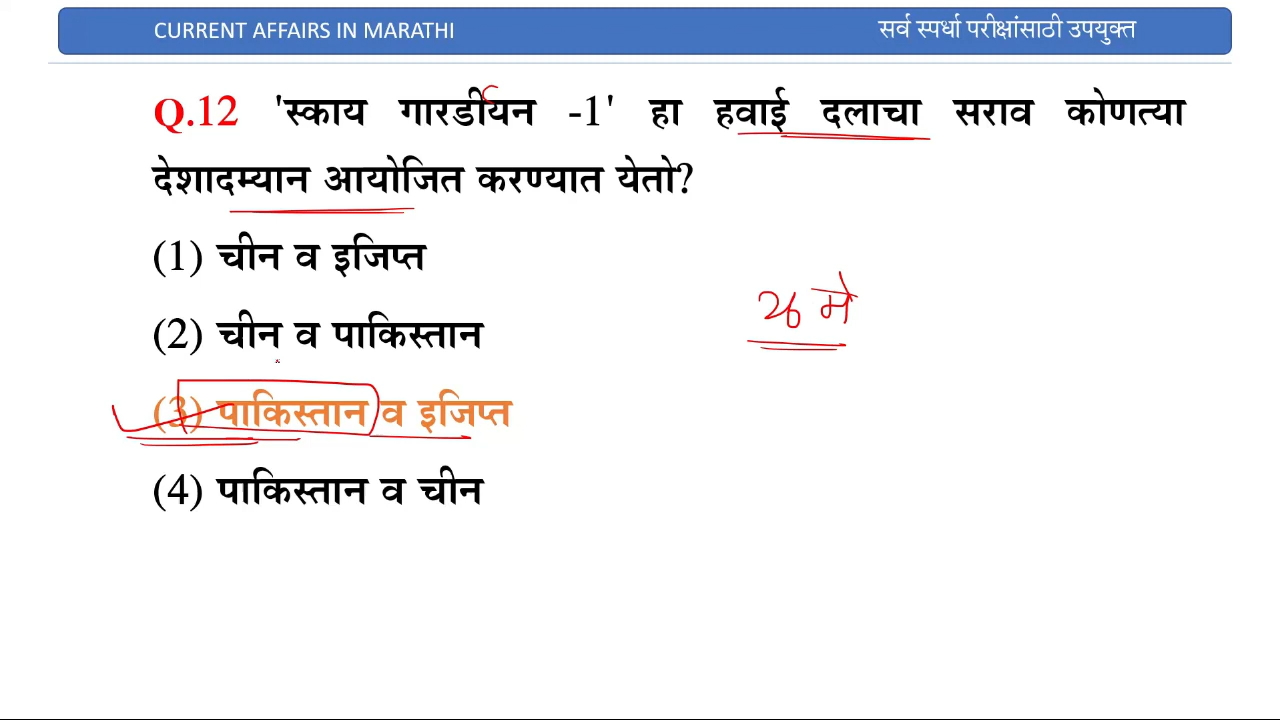 CURRENT AFFAIRS IN MARATHI
सर्व स्पर्धा परीक्षांसाठी उपयुक्त
Q.12 'स्काय गारडीयन -1' हा हवाई दलाचा सराव कोणत्या
देशादम्यान आयोजित करण्यात येतो?
(1) चीन व इजिप्त
(2) चीन व पाकिस्तान
26 मे
(3) पाकिस्तान व इजिप्त
(4) पाकिस्तान व चीन